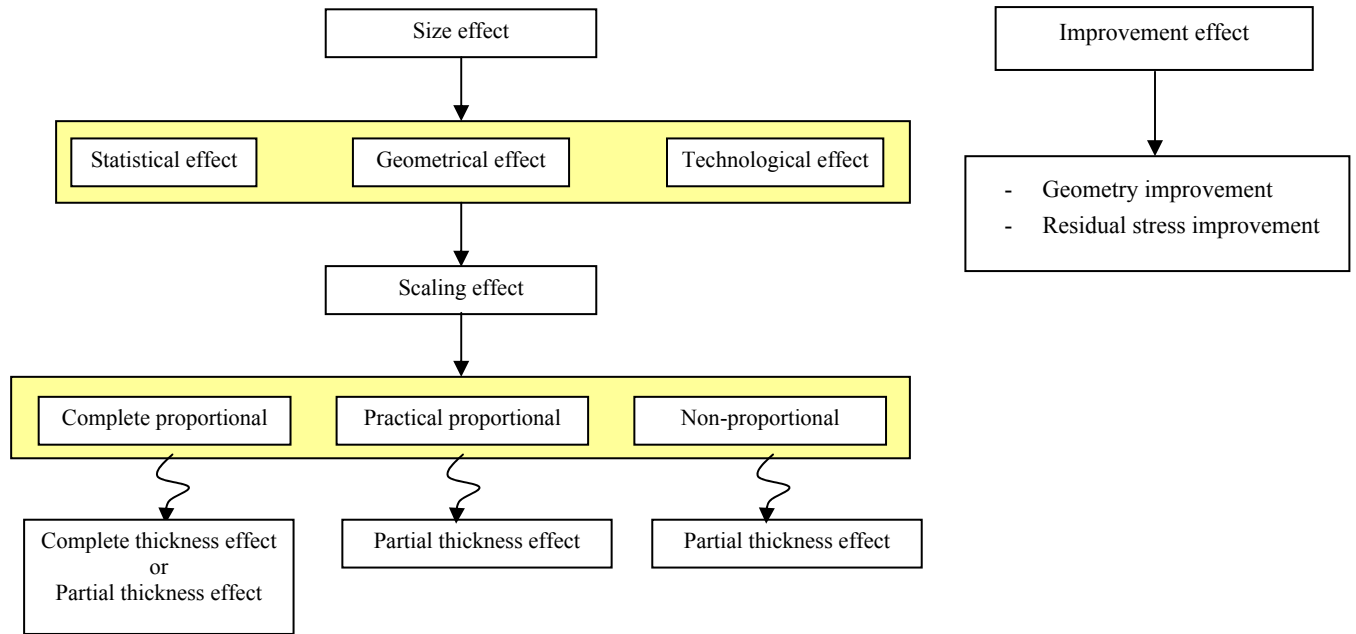 Size effect
Statistical effect
Geometrical effect
Technological effect
Scaling effect
Complete proportional
Practical proportional
Non-proportional
Complete thickness effect
or
Partial thickness effect
Partial thickness effect
Partial thickness effect
Improvement effect
- Geometry improvement
- Residual stress improvement